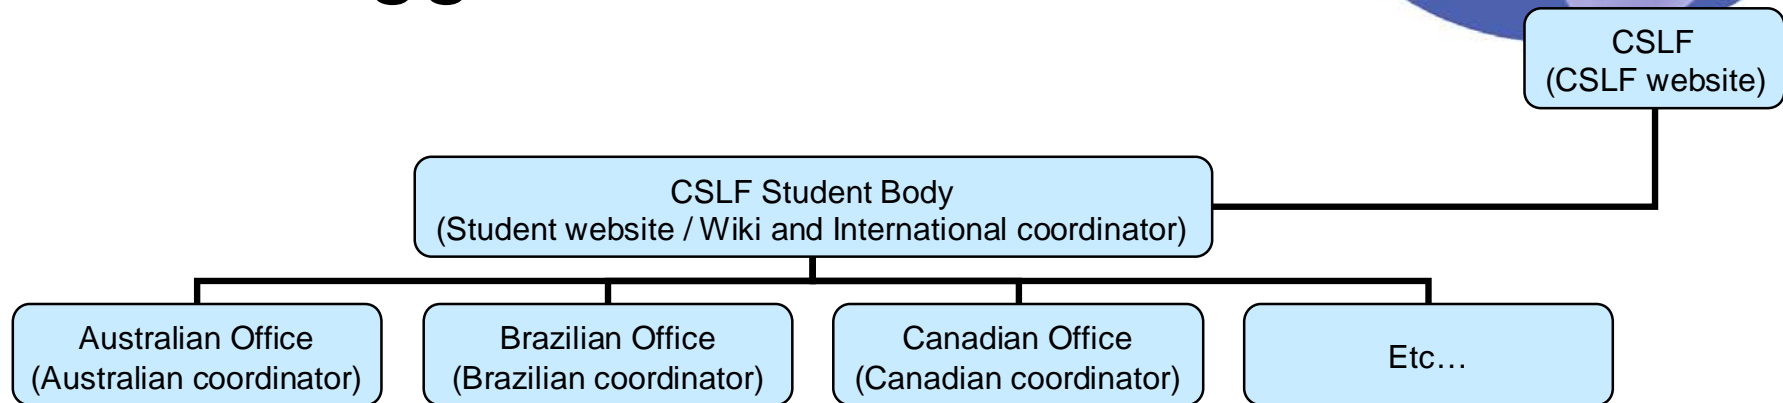 CSLF
(CSLF website)
CSLF Student Body
(Student website / Wiki and International coordinator)
Australian Office
(Australian coordinator)
Brazilian Office
(Brazilian coordinator)
Canadian Office
(Canadian coordinator)
Etc…